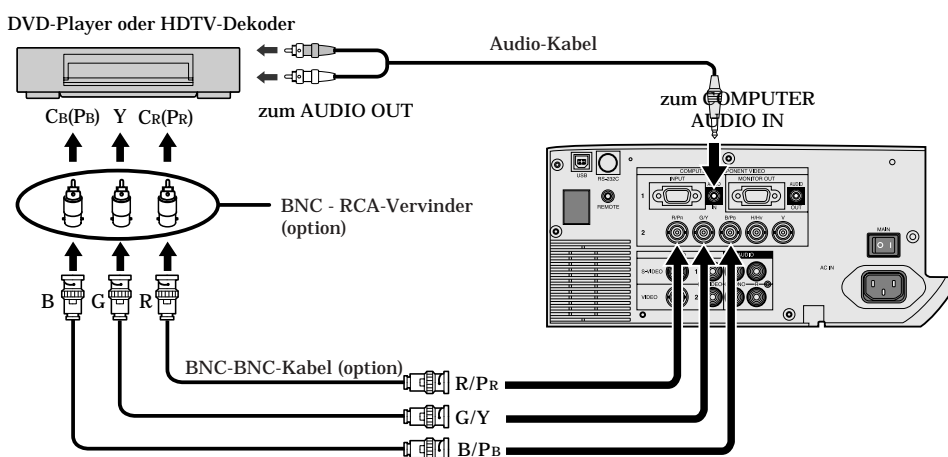 DVD-Player oder HDTV-Dekoder
Audio-Kabel
CB(PB) Y CR(PR)
zum AUDIO OUT
zum COMPUTER
AUDIO IN
BNC - RCA-Vervinder
(option)
USB
RS-232C
REMOTE
INPUT
MONITOR OUT
AUDIO
OUT
IN
1
R/PR G/Y B/PB H/HV V
2
MAIN
AC IN
S-VIDEO 1
VIDEO 2
B G R
BNC-BNC-Kabel (option)
R/PR
G/Y
B/PB